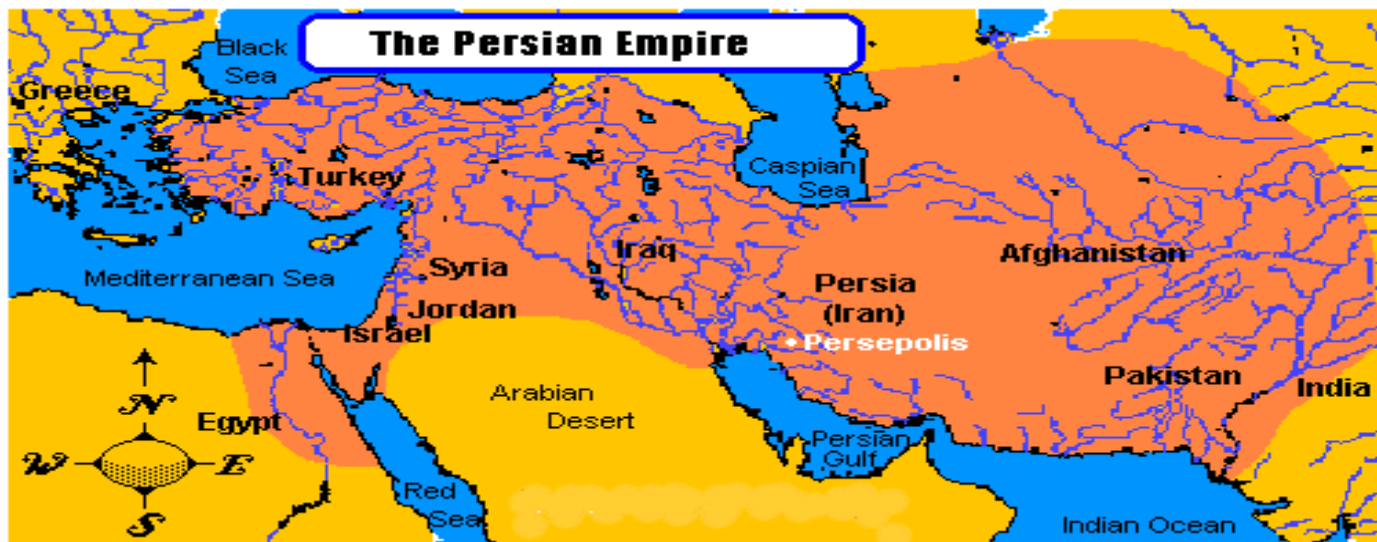 The Persian Empire
Black
Sea
Greece
Caspian
Sea
Turkey
Iraq
Afghanistan
Syria
Mediterranean Sea
Persia
(Iran)
Jordan
Israel
Persepolis
Pakistan
India
Arabian
Desert
N
Egypt
Persian
Gulf
W
E
Red
Sea
S
Indian Ocean